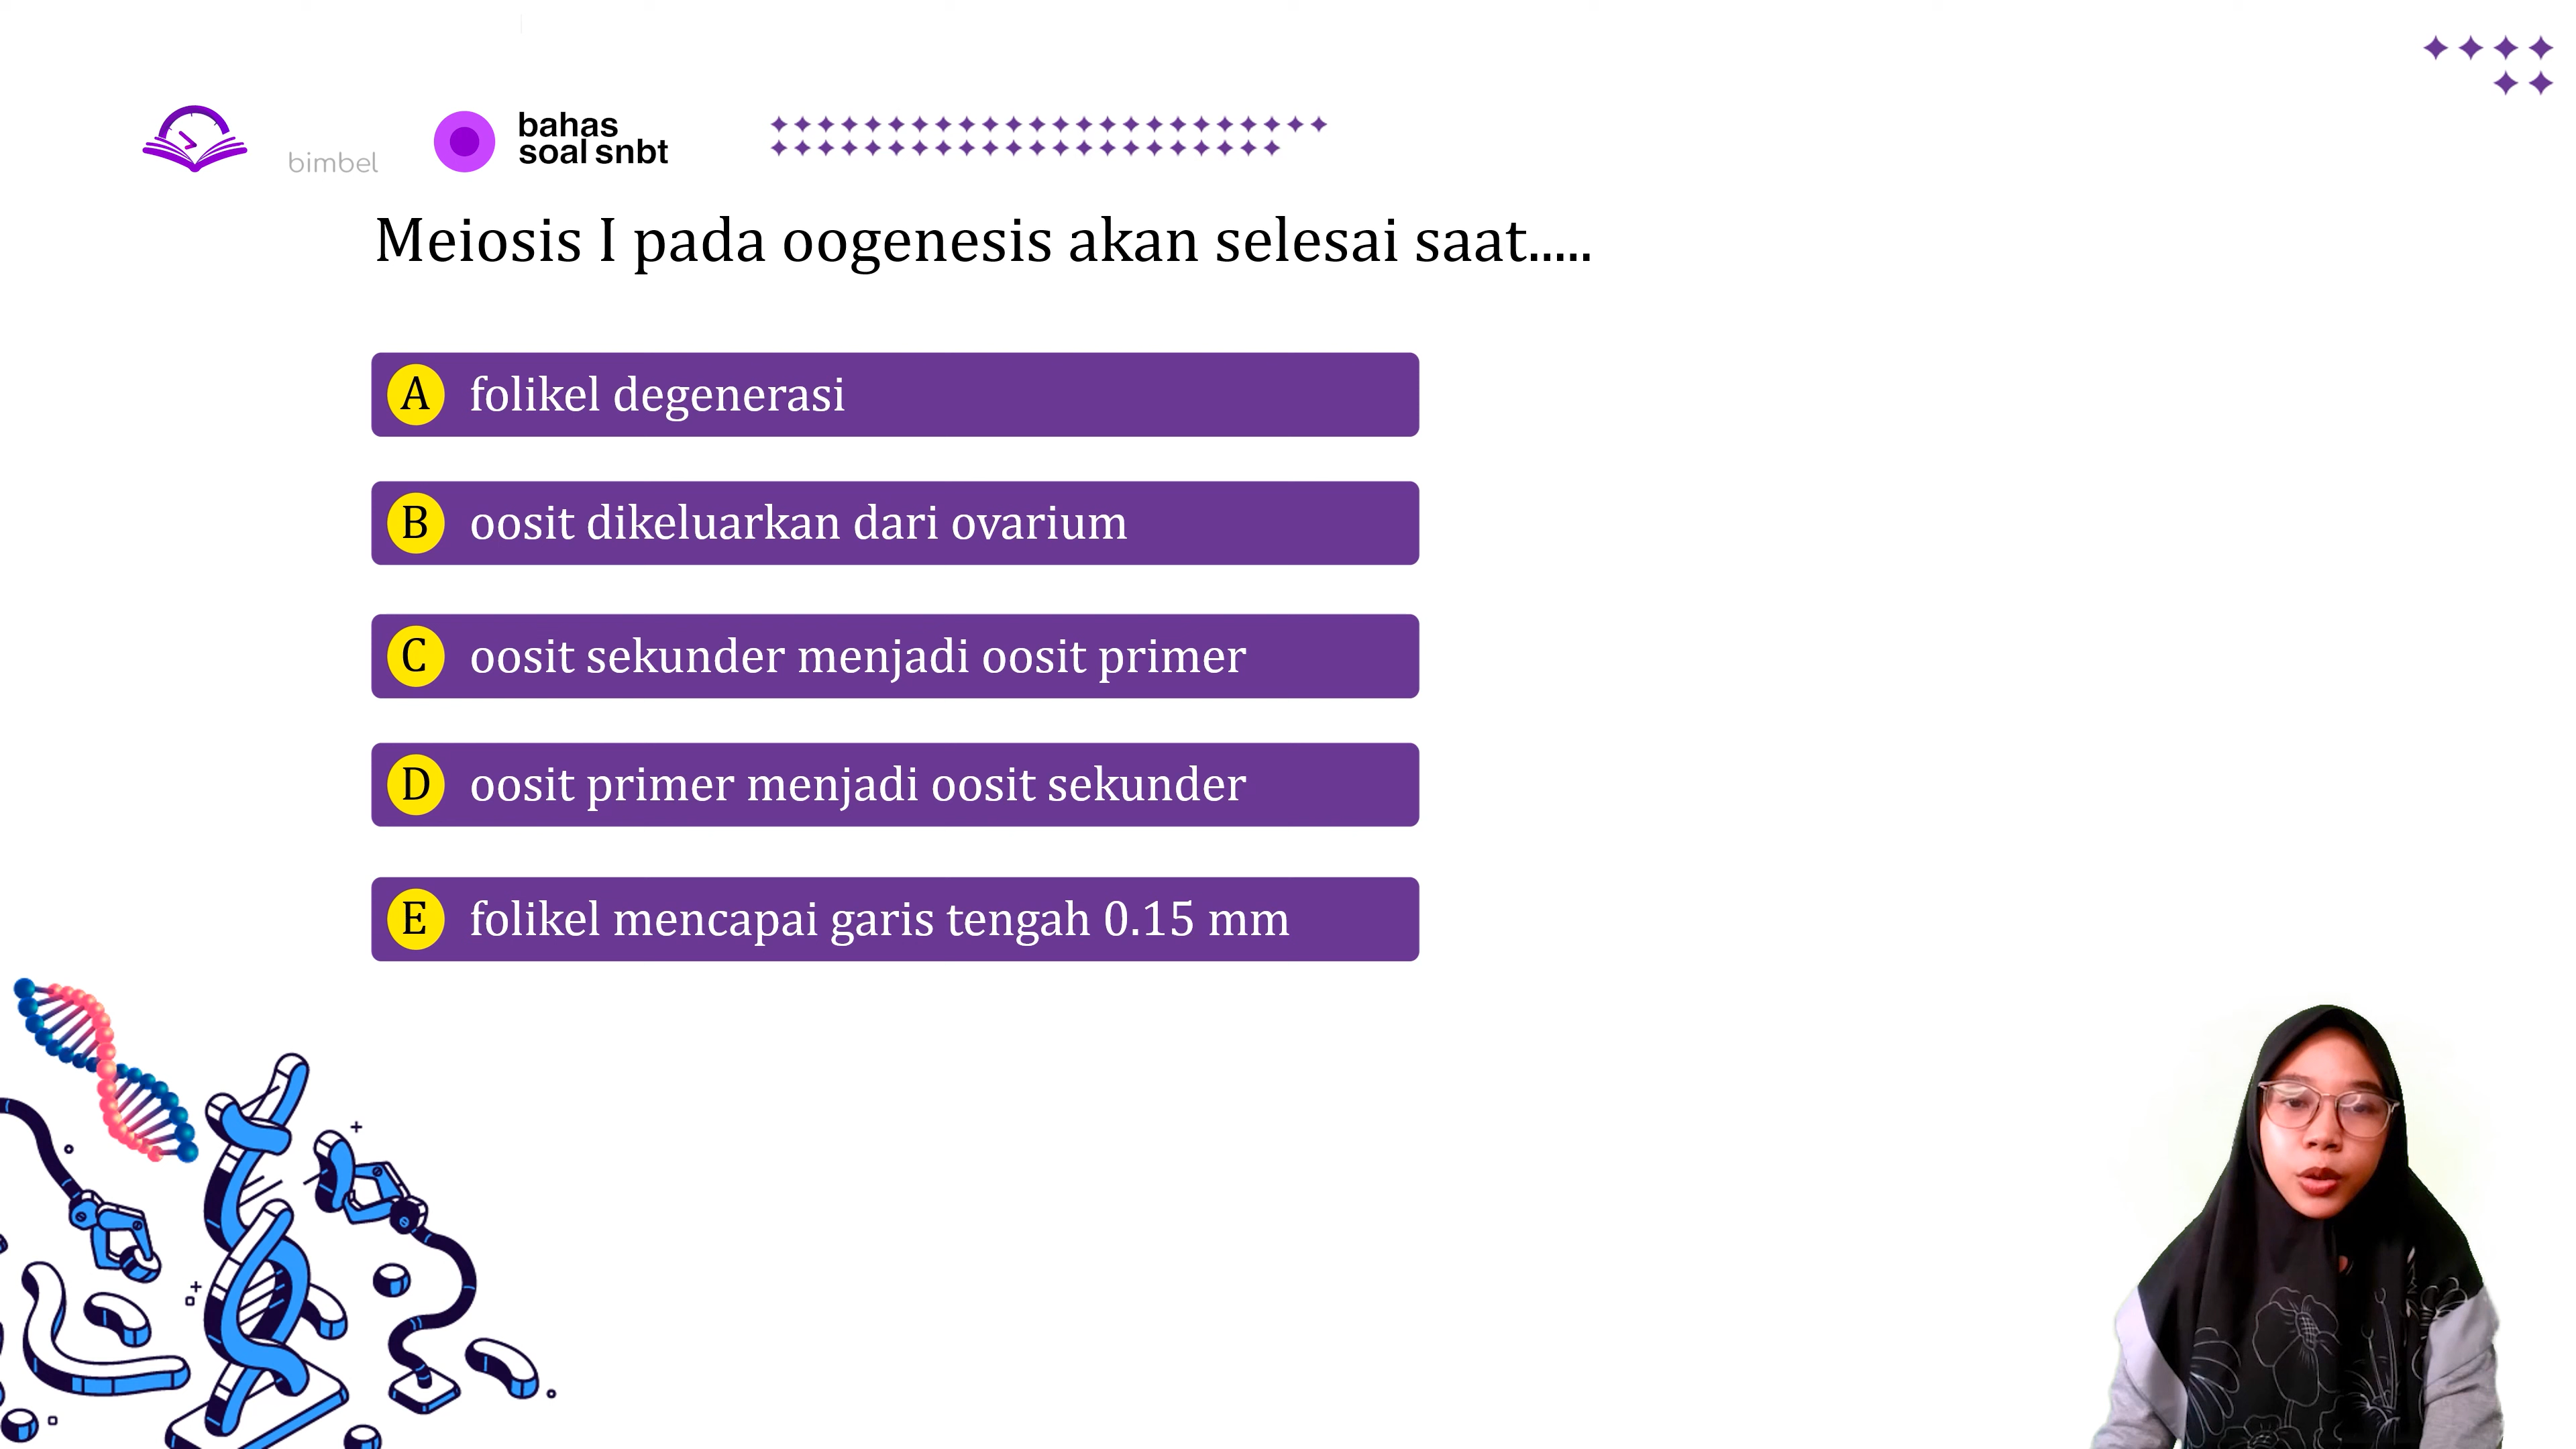 bimbel
bahas
soal snbt
Meiosis I pada oogenesis akan selesai saat.....
A folikel degenerasi
B oosit dikeluarkan dari ovarium
C oosit sekunder menjadi oosit primer
D oosit primer menjadi oosit sekunder
E folikel mencapai garis tengah 0.15 mm